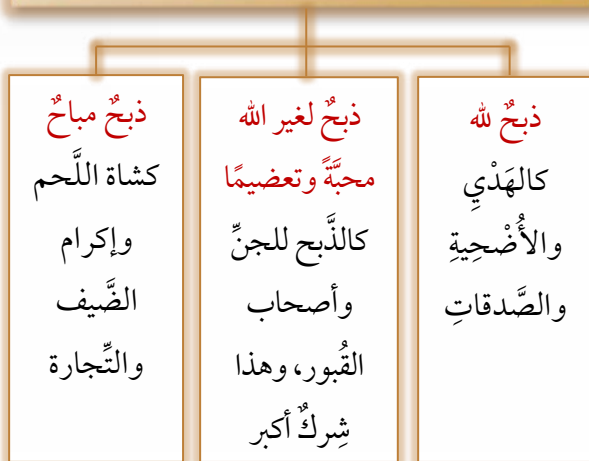 ذبحٌ لله
كالهَدْيِ
والأُضْحِيةِ
والصَّدقاتِ
ذبحٌ لغير الله
محبَّةً وتعضيمًا
كالذَّبح للجنِّ
وأصحاب
القُبور، وهذا
شِركٌ أكبر
ذبحٌ مباحٌ
كشاة اللَّحم
وإكرام
الضَّيف
والتِّجارة